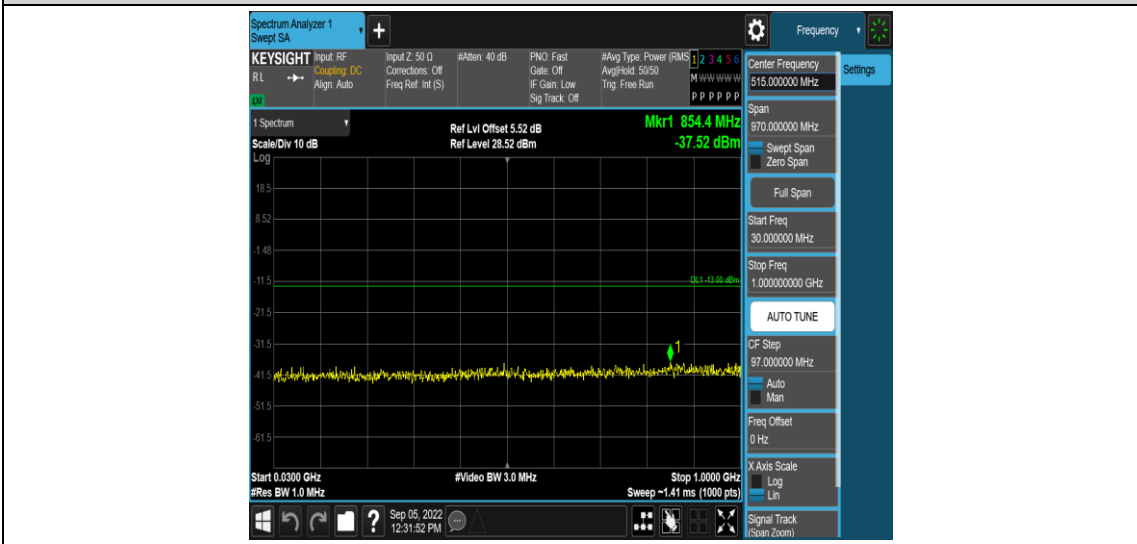 Spectrum Analyzer 1
Swept SA
+
Frequency
KEYSIGHT
RL
LXI
Input: RF
Coupling: DC
Align: Auto
Input Z: 50 Ω
Corrections: Off
Freq Ref: Int (S)
#Atten: 40 dB
PNO: Fast
Gate: Off
IF Gain: Low
Sig Track: Off
#Avg Type: Power (RMS
Avg|Hold: 50/50
Trig: Free Run
1 2 3 4 5 6
M W W W W W
P P P P P P
1 Spectrum
Scale/Div 10 dB
Log
Ref Lvl Offset 5.52 dB
Ref Level 28.52 dBm
Mkr1 854.4 MHz
-37.52 dBm
18.5
8.52
-1.48
-11.5
-21.5
-31.5
-41.5
-51.5
-61.5
DL1 -13.00 dBm
1
Start 0.0300 GHz
#Res BW 1.0 MHz
#Video BW 3.0 MHz
Stop 1.0000 GHz
Sweep ~1.41 ms (1000 pts)
Center Frequency
515.000000 MHz
Settings
Span
970.000000 MHz
Swept Span
Zero Span
Full Span
Start Freq
30.000000 MHz
Stop Freq
1.000000000 GHz
AUTO TUNE
CF Step
97.000000 MHz
Auto
Man
Freq Offset
0 Hz
X Axis Scale
Log
Lin
Signal Track
(Span Zoom)
?
Sep 05, 2022
12:31:52 PM